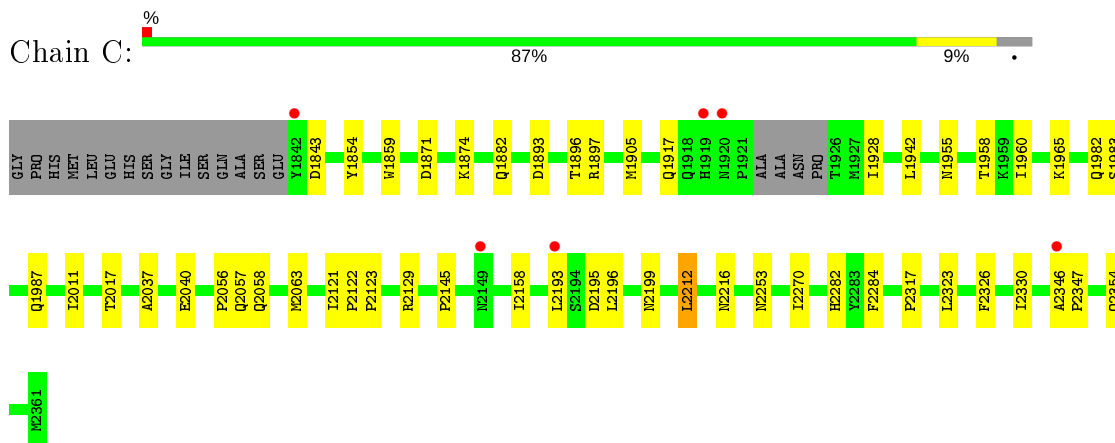 %
Chain C:
87% 9% •
GLY PRO HIS MET LEU GLU HIS SER GLY ILE SER GLN ALA SER GLU Y1842 D1843 Y1854 W1859 D1871 K1874 Q1882 D1893 T1896 R1897 M1905 Q1917 Q1918 H1919 N1920 P1921 ALA ALA ASN PRO T1926 M1927 I1928 L1942 N1955 T1958 K1959 I1960 K1965 Q1982 S1983
Q1987 I2011 T2017 A2037 E2040 P2056 Q2057 Q2058 M2063 I2121 P2122 P2123 R2129 P2145 N2149 I2158 L2193 S2194 D2195 L2196 N2199 L2212 N2216 N2253 I2270 H2282 Y2283 F2284 P2317 L2323 F2326 I2330 A2346 P2347
M2361